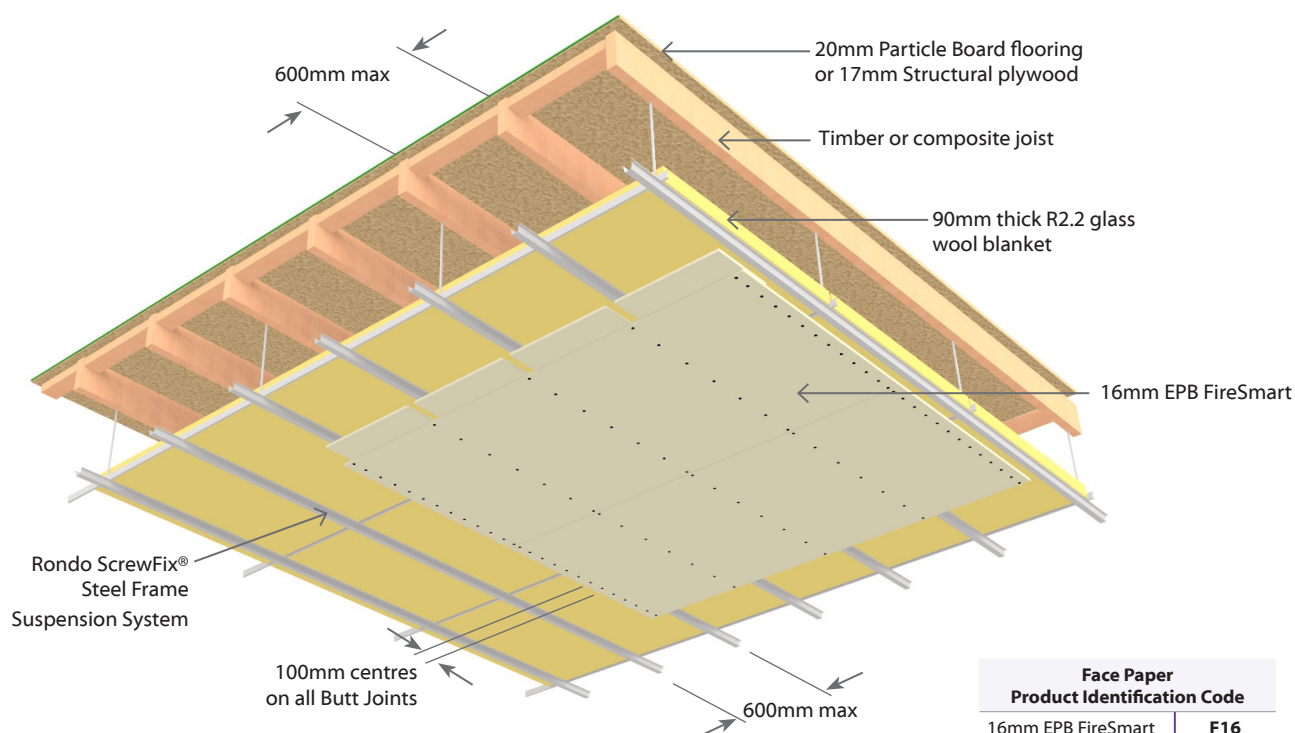 600mm max
20mm Particle Board flooring
or 17mm Structural plywood
Timber or composite joist
90mm thick R2.2 glass
wool blanket
16mm EPB FireSmart
Rondo ScrewFix®
Steel Frame
Suspension System
100mm centres
on all Butt Joints
600mm max
Face Paper
Product Identification Code
16mm EPB FireSmart F16